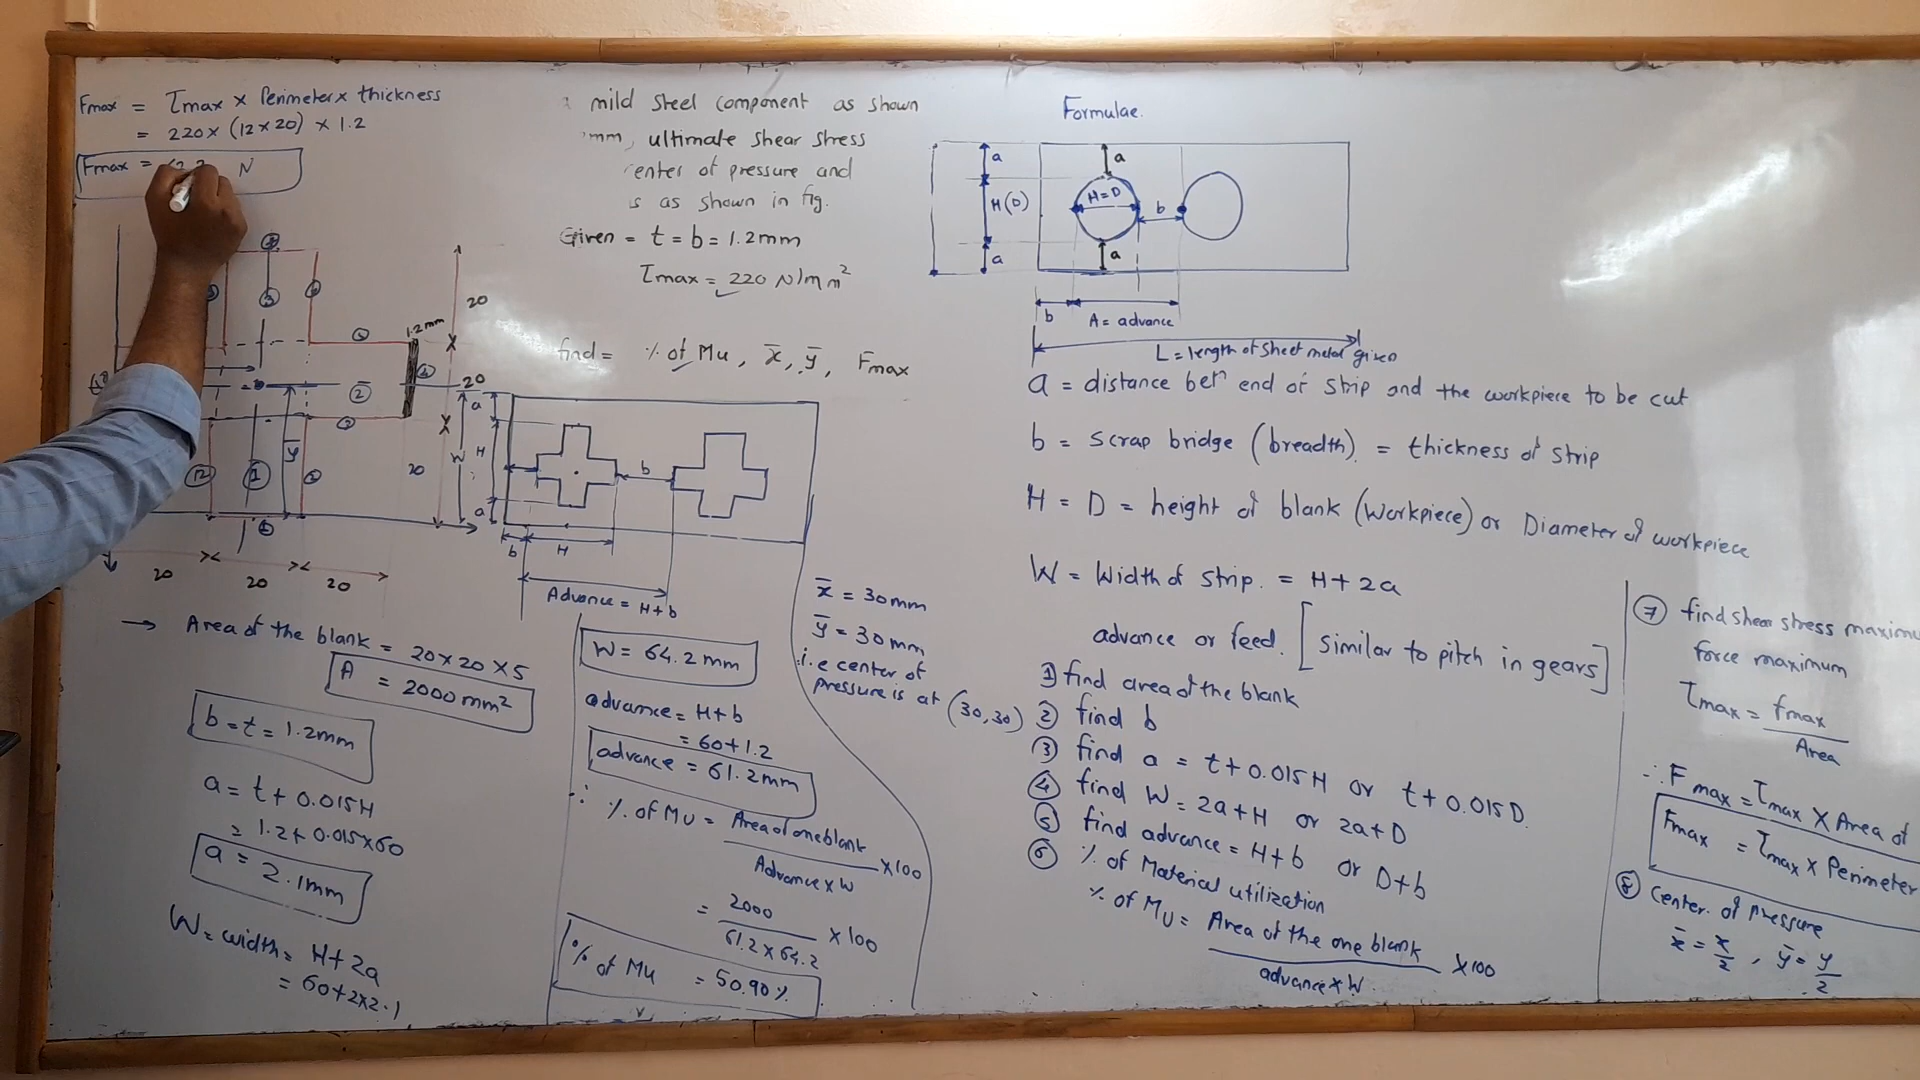 Fmax = τmax × Perimeter × thickness
= 220 × (12×20) × 1.2
Fmax = N
mild steel component as shown
mm, ultimate shear stress
center of pressure and
is as shown in fig.
Given = t = b = 1.2mm
τmax = 220 N/mm²
find = % of Mu, x̅, y̅, Fmax
1.2mm
20
20
20
2
1
y̅
12
20
20
20
a
H
a
W
b
b
H
Advance = H+b
→ Area of the blank = 20×20×5
A = 2000mm²
b = t = 1.2mm
a = t + 0.015H
= 1.2 + 0.015×60
a = 2.1mm
W = width = H+2a
= 60+2×2.1
W = 64.2mm
advance = H+b
= 60+1.2
advance = 61.2mm
∴ % of Mu = Area of one blank / Advance × W ×100
= 2000 / 61.2×64.2 ×100
% of Mu = 50.90%
x̅ = 30mm
y̅ = 30mm
i.e center of
pressure is at (30,30)
Formulae.
a
H(D)
a
a
H=D
b
a
b
A = advance
L = length of sheet metal given
a = distance betn end of strip and the workpiece to be cut
b = scrap bridge (breadth) = thickness of strip
H = D = height of blank (workpiece) or Diameter of workpiece
W = Width of strip. = H+2a
advance or feed. [similar to pitch in gears]
① find area of the blank
② find b
③ find a = t+0.015H or t+0.015D.
④ find W = 2a+H or 2a+D
⑤ find advance = H+b or D+b
⑥ % of Material utilization
% of Mu = Area of the one blank / advance × W. ×100
⑦ find shear stress
force maximum
τmax = fmax / Area
∴ Fmax = τmax × Area of
Fmax = τmax × Perimeter
⑧ Center of pressure
x̅ = x/2 , y̅ = y/2